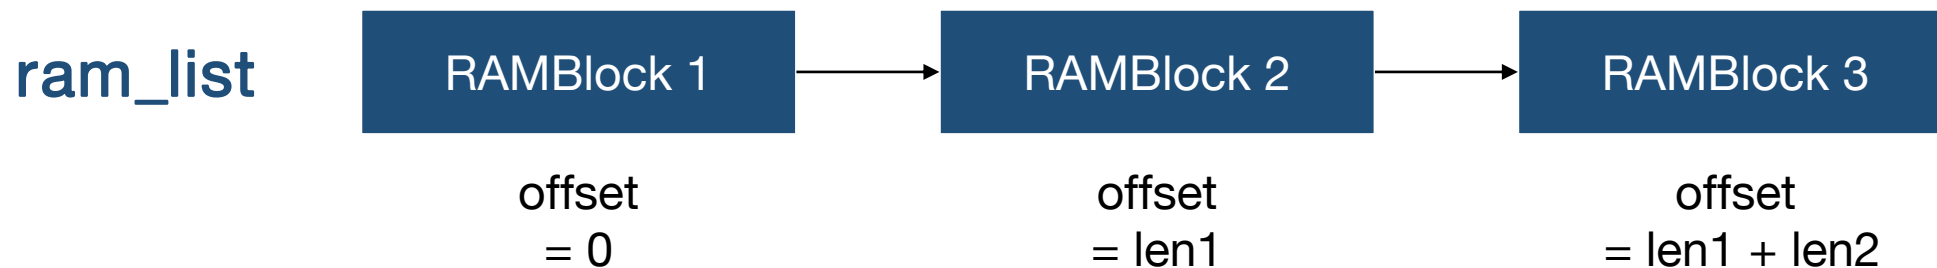 ram_list
RAMBlock 1
RAMBlock 2
RAMBlock 3
offset
= 0
offset
= len1
offset
= len1 + len2